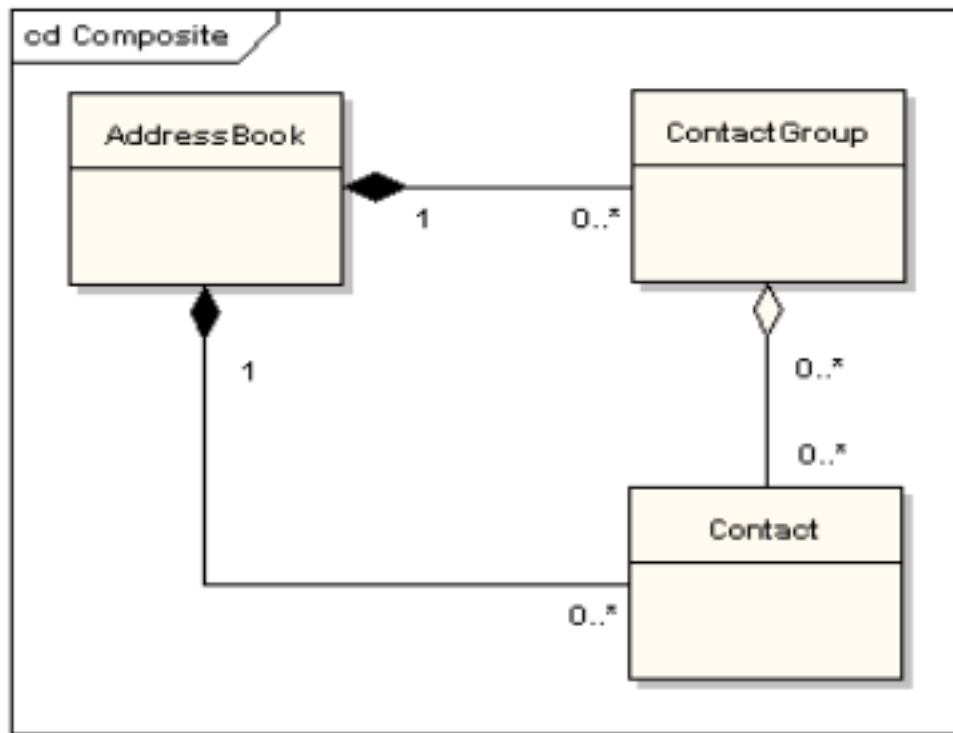 cd Composite
AddressBook
ContactGroup
1
0..*
1
0..*
0..*
Contact
0..*